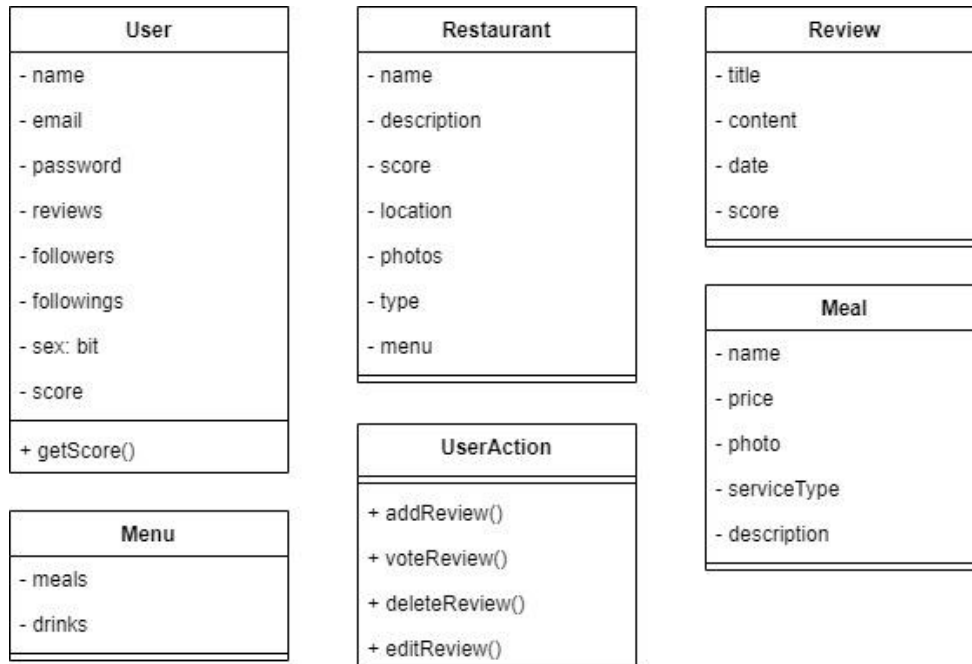 User
- name
- email
- password
- reviews
- followers
- followings
- sex: bit
- score
+ getScore()
Menu
- meals
- drinks
Restaurant
- name
- description
- score
- location
- photos
- type
- menu
UserAction
+ addReview()
+ voteReview()
+ deleteReview()
+ editReview()
Review
- title
- content
- date
- score
Meal
- name
- price
- photo
- serviceType
- description